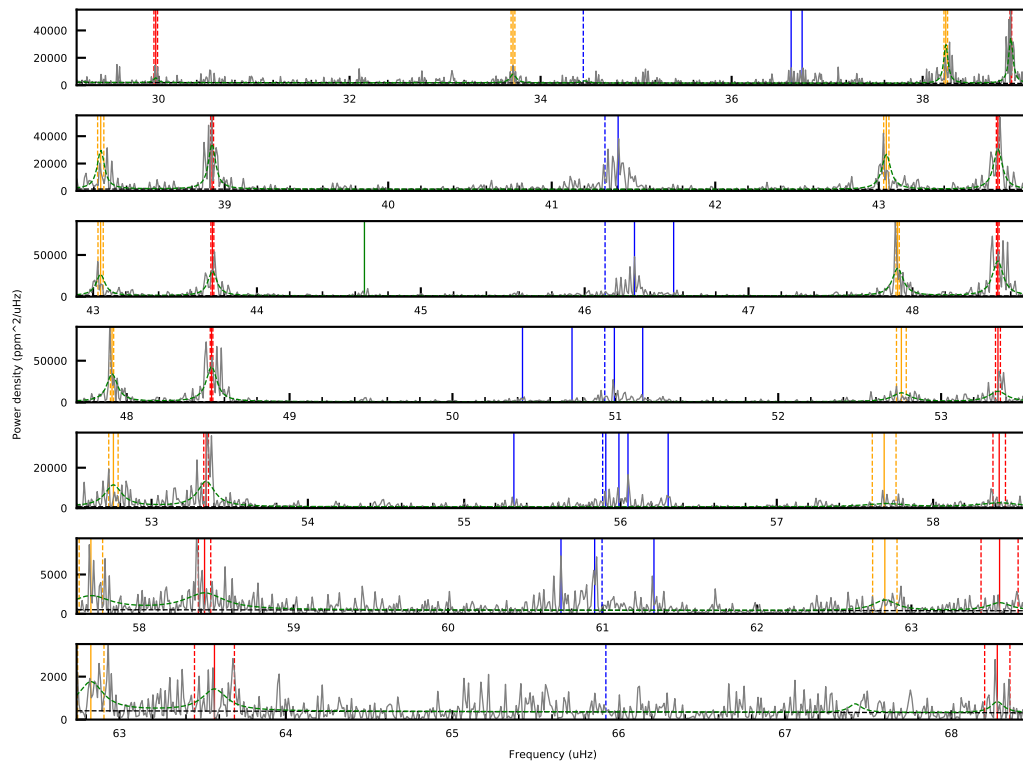 40000
20000
0
30 32 34 36 38
40000
20000
0
39 40 41 42 43
50000
0
43 44 45 46 47 48
Power density (ppm^2/uHz)
50000
0
48 49 50 51 52 53
20000
0
53 54 55 56 57 58
5000
0
58 59 60 61 62 63
2000
0
63 64 65 66 67 68
Frequency (uHz)